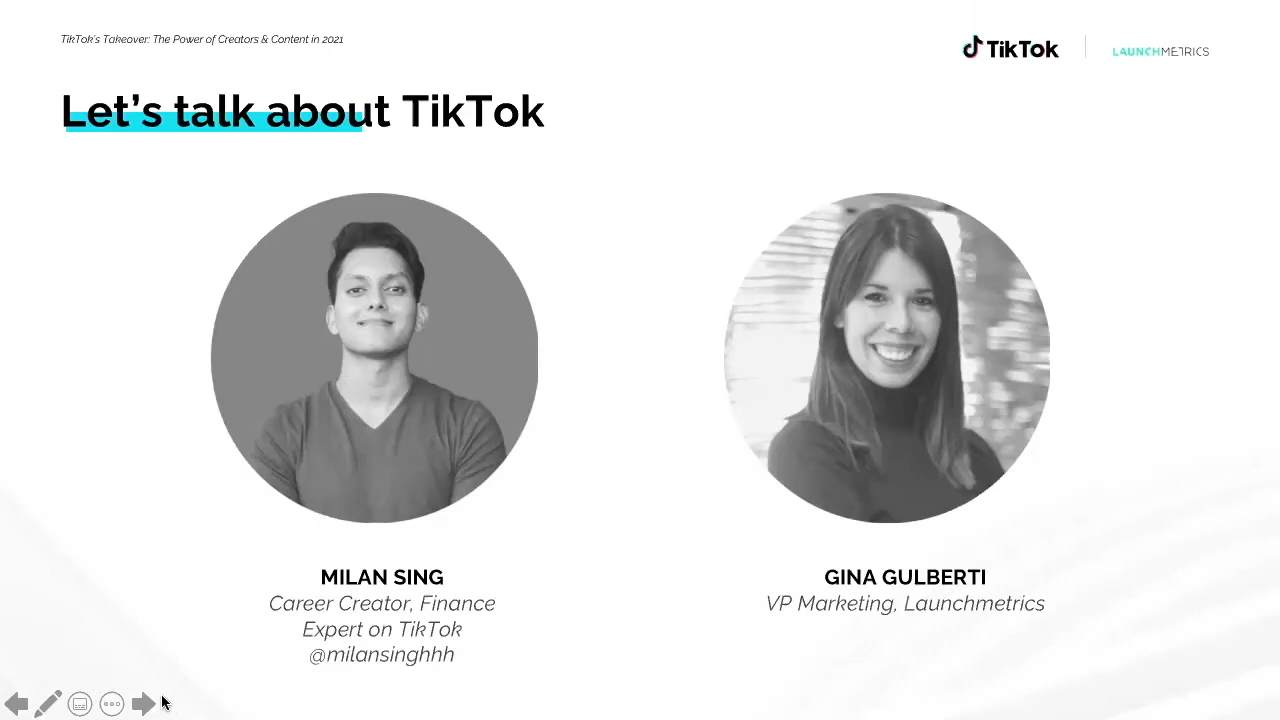 TikTok's Takeover: The Power of Creators & Content in 2021
TikTok
LAUNCHMETRICS
Let's talk about TikTok
MILAN SING
Career Creator, Finance
Expert on TikTok
@milansinghhh
GINA GULBERTI
VP Marketing, Launchmetrics